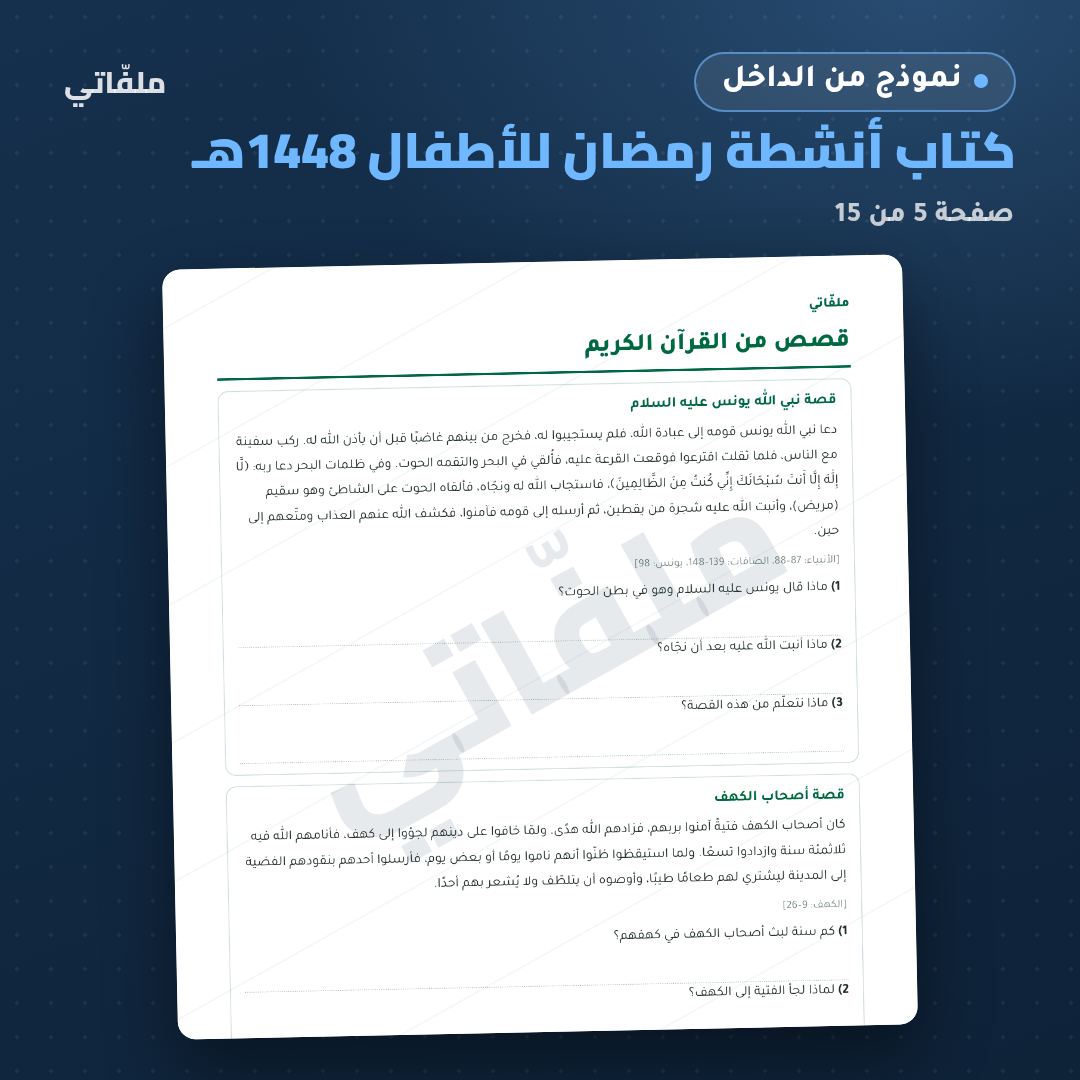 نموذج من الداخل
ملفّاتي
كتاب أنشطة رمضان للأطفال 1448هـ
صفحة 5 من 15
ملفّاتي
قصص من القرآن الكريم
قصة نبي الله يونس عليه السلام
دعا نبي الله يونس قومه إلى عبادة الله، فلم يستجيبوا له، فخرج من بينهم غاضبًا قبل أن يأذن الله له. ركب سفينة
مع الناس، فلما ثقلت اقترعوا فوقعت القرعة عليه، فأُلقي في البحر والتقمه الحوت. وفي ظلمات البحر دعا ربه: (لَّا
إِلَٰهَ إِلَّا أَنتَ سُبْحَانَكَ إِنِّي كُنتُ مِنَ الظَّالِمِينَ)، فاستجاب الله له ونجّاه، فألقاه الحوت على الشاطئ وهو سقيم
(مريض)، وأنبت الله عليه شجرة من يقطين، ثم أرسله إلى قومه فآمنوا، فكشف الله عنهم العذاب ومتّعهم إلى
حين.
[الأنبياء: 87-88، الصافات: 139-148، يونس: 98]
1) ماذا قال يونس عليه السلام وهو في بطن الحوت؟
2) ماذا أنبت الله عليه بعد أن نجّاه؟
3) ماذا نتعلّم من هذه القصة؟
قصة أصحاب الكهف
كان أصحاب الكهف فتيةً آمنوا بربهم، فزادهم الله هدًى. ولمّا خافوا على دينهم لجؤوا إلى كهف، فأنامهم الله فيه
ثلاثمئة سنة وازدادوا تسعًا. ولما استيقظوا ظنّوا أنهم ناموا يومًا أو بعض يوم، فأرسلوا أحدهم بنقودهم الفضية
إلى المدينة ليشتري لهم طعامًا طيبًا، وأوصوه أن يتلطّف ولا يُشعر بهم أحدًا.
[الكهف: 9-26]
1) كم سنة لبث أصحاب الكهف في كهفهم؟
2) لماذا لجأ الفتية إلى الكهف؟
ملفّاتي